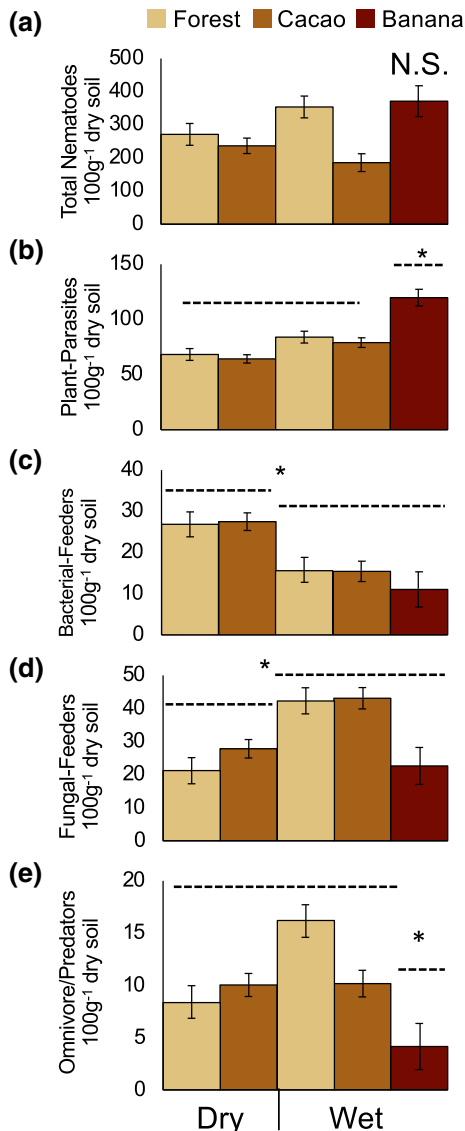 (a)
Forest Cacao Banana
N.S.
Total Nematodes
100g⁻¹ dry soil
500
400
300
200
100
0
(b)
*
Plant-Parasites
100g⁻¹ dry soil
150
100
50
0
(c)
*
Bacterial-Feeders
100g⁻¹ dry soil
40
30
20
10
0
(d)
*
Fungal-Feeders
100g⁻¹ dry soil
50
40
30
20
10
0
(e)
*
Omnivore/Predators
100g⁻¹ dry soil
20
15
10
5
0
Dry Wet